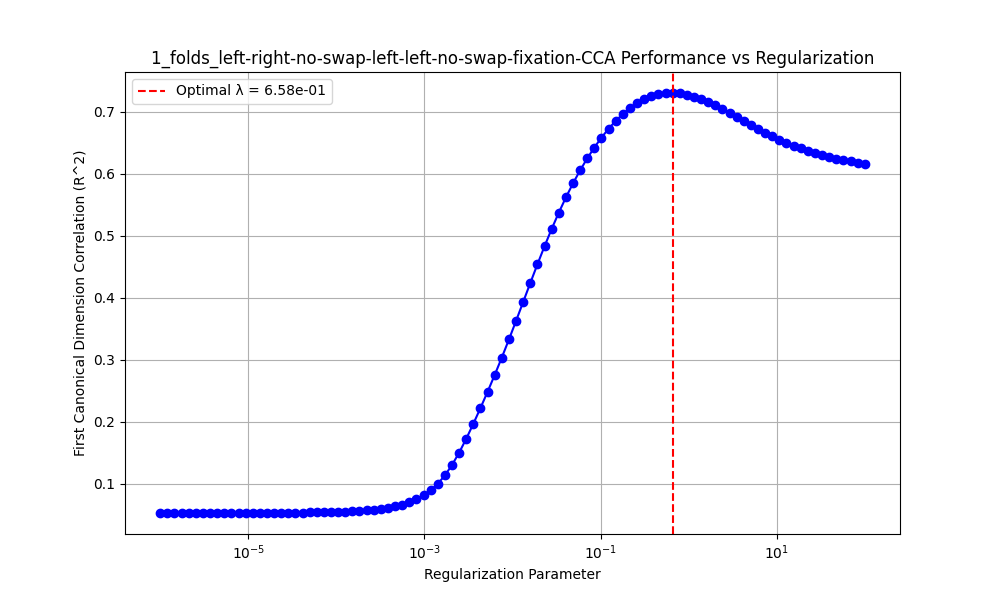 1_folds_left-right-no-swap-left-left-no-swap-fixation-CCA Performance vs Regularization
Optimal λ = 6.58e-01
First Canonical Dimension Correlation (R^2)
0.7
0.6
0.5
0.4
0.3
0.2
0.1
10⁻⁵
10⁻³
10⁻¹
10¹
Regularization Parameter